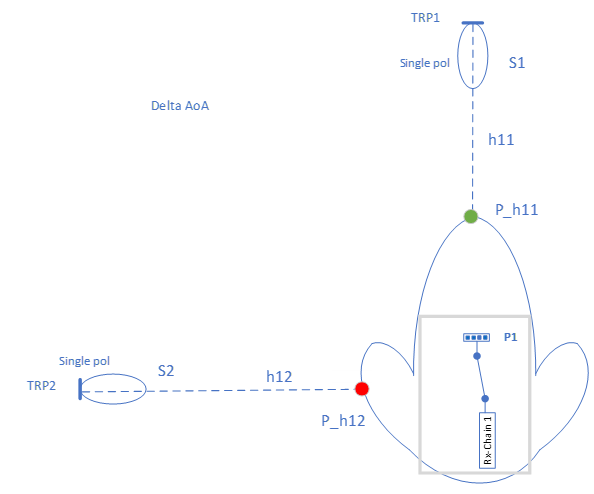 TRP1
Single pol
S1
Delta AoA
h11
P_h11
P1
Single pol
S2
TRP2
h12
P_h12
Rx-Chain 1